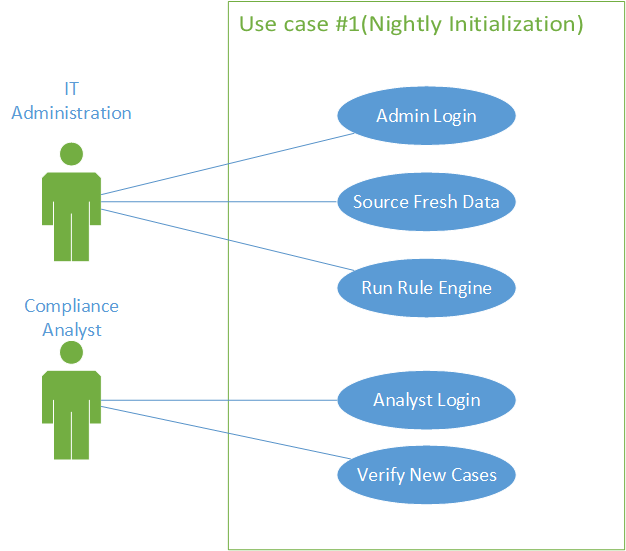 Use case #1(Nightly Initialization)
IT
Administration
Admin Login
Source Fresh Data
Run Rule Engine
Compliance
Analyst
Analyst Login
Verify New Cases